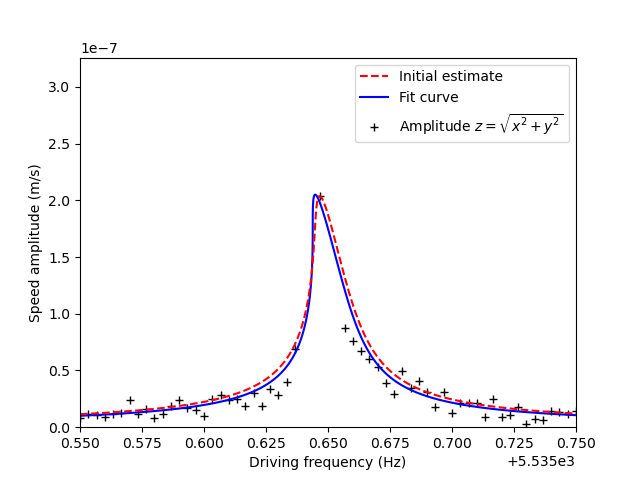 1e−7
3.0
2.5
2.0
1.5
1.0
0.5
0.0
Speed amplitude (m/s)
Initial estimate
Fit curve
Amplitude z = √x² + y²
0.550 0.575 0.600 0.625 0.650 0.675 0.700 0.725 0.750
Driving frequency (Hz)
+5.535e3